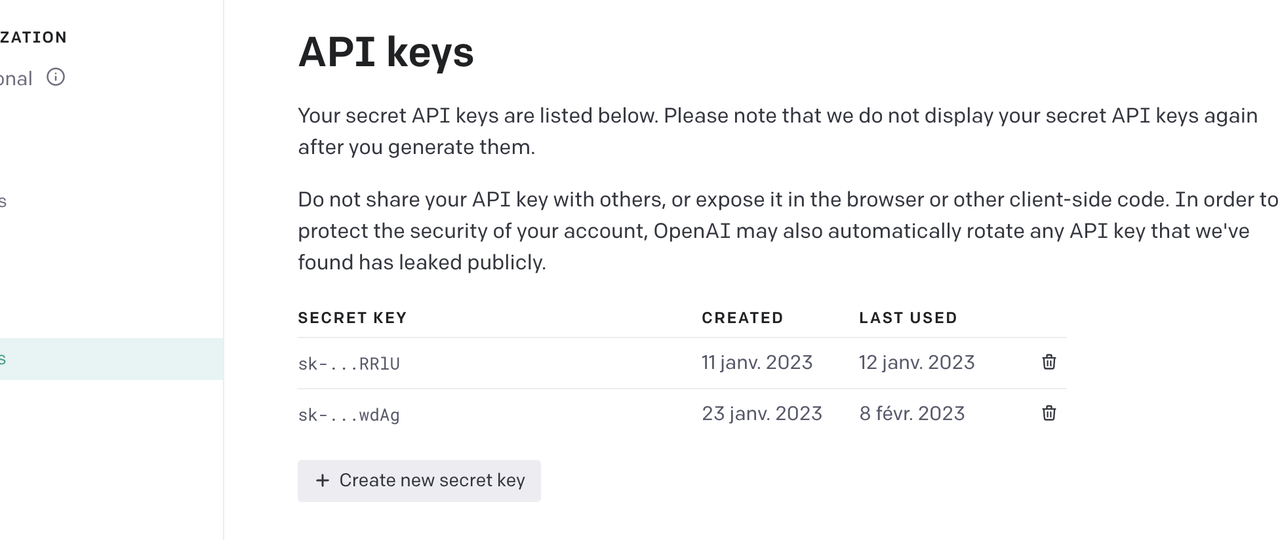 ZATION
onal
s
s
API keys
Your secret API keys are listed below. Please note that we do not display your secret API keys again
after you generate them.
Do not share your API key with others, or expose it in the browser or other client-side code. In order to
protect the security of your account, OpenAI may also automatically rotate any API key that we've
found has leaked publicly.
SECRET KEY CREATED LAST USED
sk-...RRlU 11 janv. 2023 12 janv. 2023
sk-...wdAg 23 janv. 2023 8 févr. 2023
+ Create new secret key